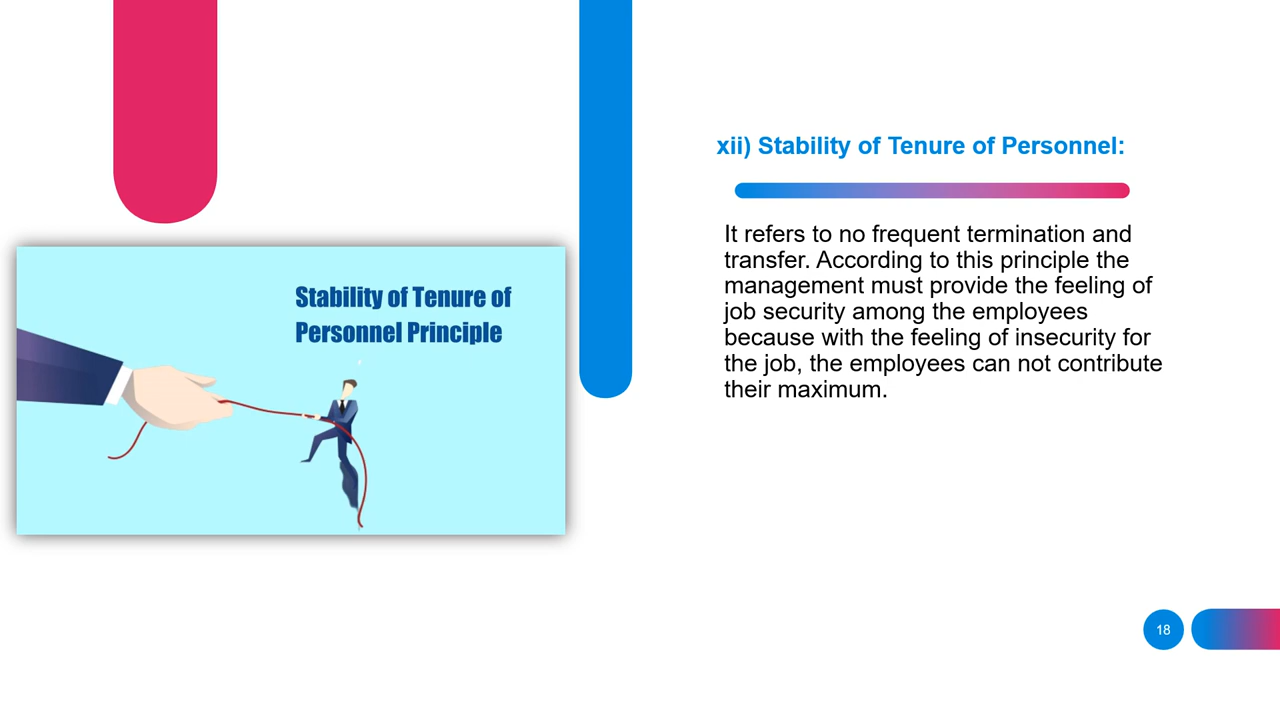 Stability of Tenure of
Personnel Principle
xii) Stability of Tenure of Personnel:
It refers to no frequent termination and
transfer. According to this principle the
management must provide the feeling of
job security among the employees
because with the feeling of insecurity for
the job, the employees can not contribute
their maximum.
18